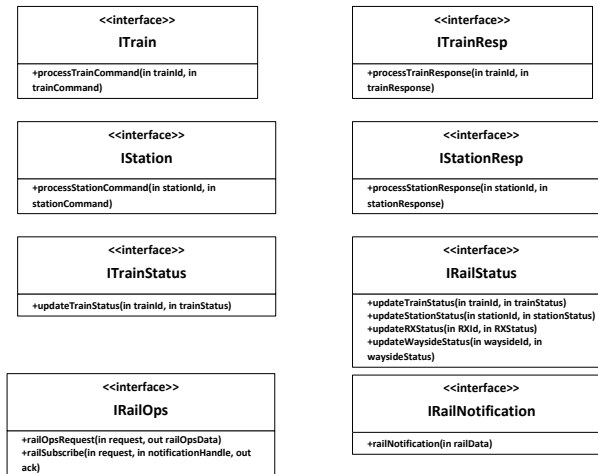 <<interface>>
ITrain
+processTrainCommand(in trainId, in
trainCommand)
<<interface>>
ITrainResp
+processTrainResponse(in trainId, in
trainResponse)
<<interface>>
IStation
+processStationCommand(in stationId, in
stationCommand)
<<interface>>
IStationResp
+processStationResponse(in stationId, in
stationResponse)
<<interface>>
ITrainStatus
+updateTrainStatus(in trainId, in trainStatus)
<<interface>>
IRailStatus
+updateTrainStatus(in trainId, in trainStatus)
+updateStationStatus(in stationId, in stationStatus)
+updateRXStatus(in RXId, in RXStatus)
+updateWaysideStatus(in waysideId, in
waysideStatus)
<<interface>>
IRailOps
+railOpsRequest(in request, out railOpsData)
+railSubscribe(in request, in notificationHandle, out
ack)
<<interface>>
IRailNotification
+railNotification(in railData)